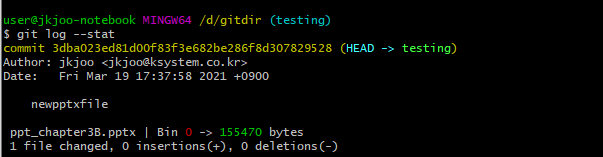 user@jkjoo-notebook MINGW64 /d/gitdir (testing)
$ git log --stat
commit 3dba023ed81d00f83f3e682be286f8d307829528 (HEAD -> testing)
Author: jkjoo <jkjoo@ksystem.co.kr>
Date:   Fri Mar 19 17:37:58 2021 +0900
newpptxfile
ppt_chapter3B.pptx | Bin 0 -> 155470 bytes
1 file changed, 0 insertions(+), 0 deletions(-)